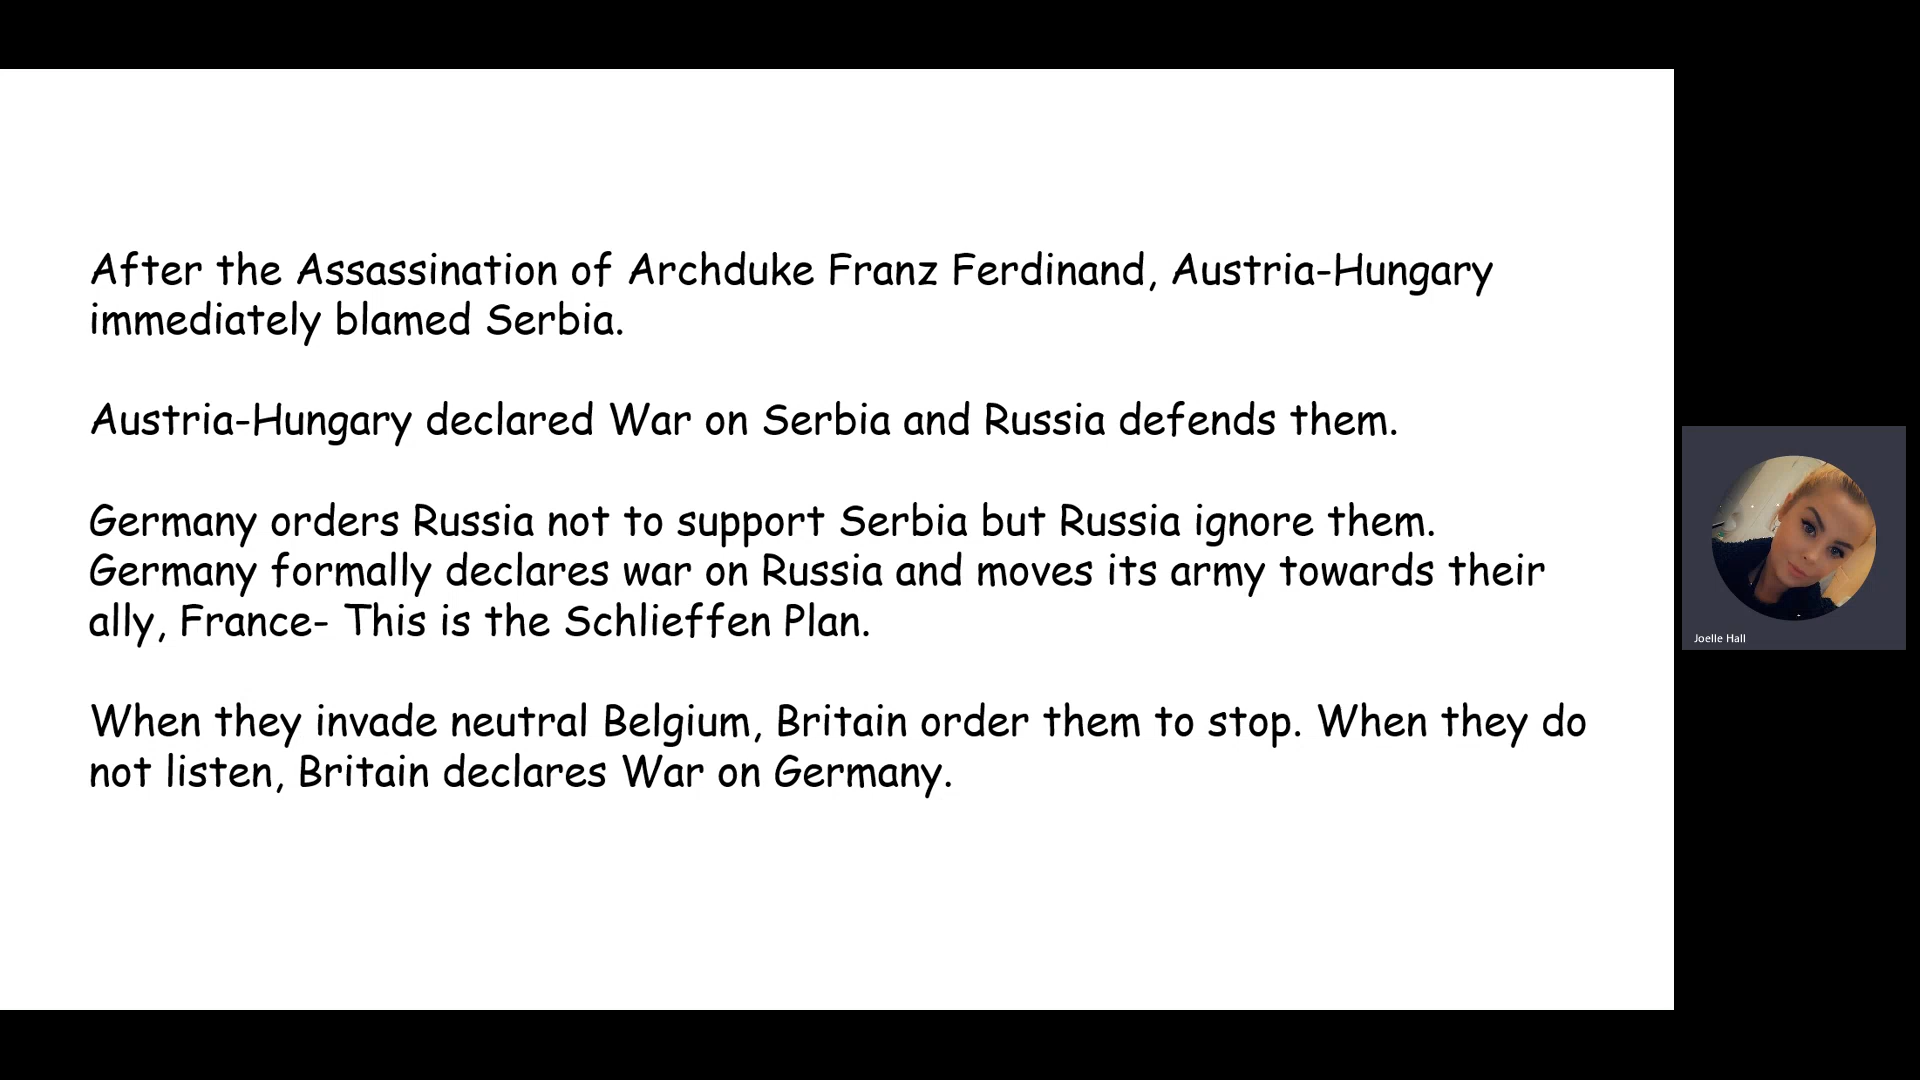 After the Assassination of Archduke Franz Ferdinand, Austria-Hungary
immediately blamed Serbia.
Austria-Hungary declared War on Serbia and Russia defends them.
Germany orders Russia not to support Serbia but Russia ignore them.
Germany formally declares war on Russia and moves its army towards their
ally, France- This is the Schlieffen Plan.
When they invade neutral Belgium, Britain order them to stop. When they do
not listen, Britain declares War on Germany.
Joelle Hall